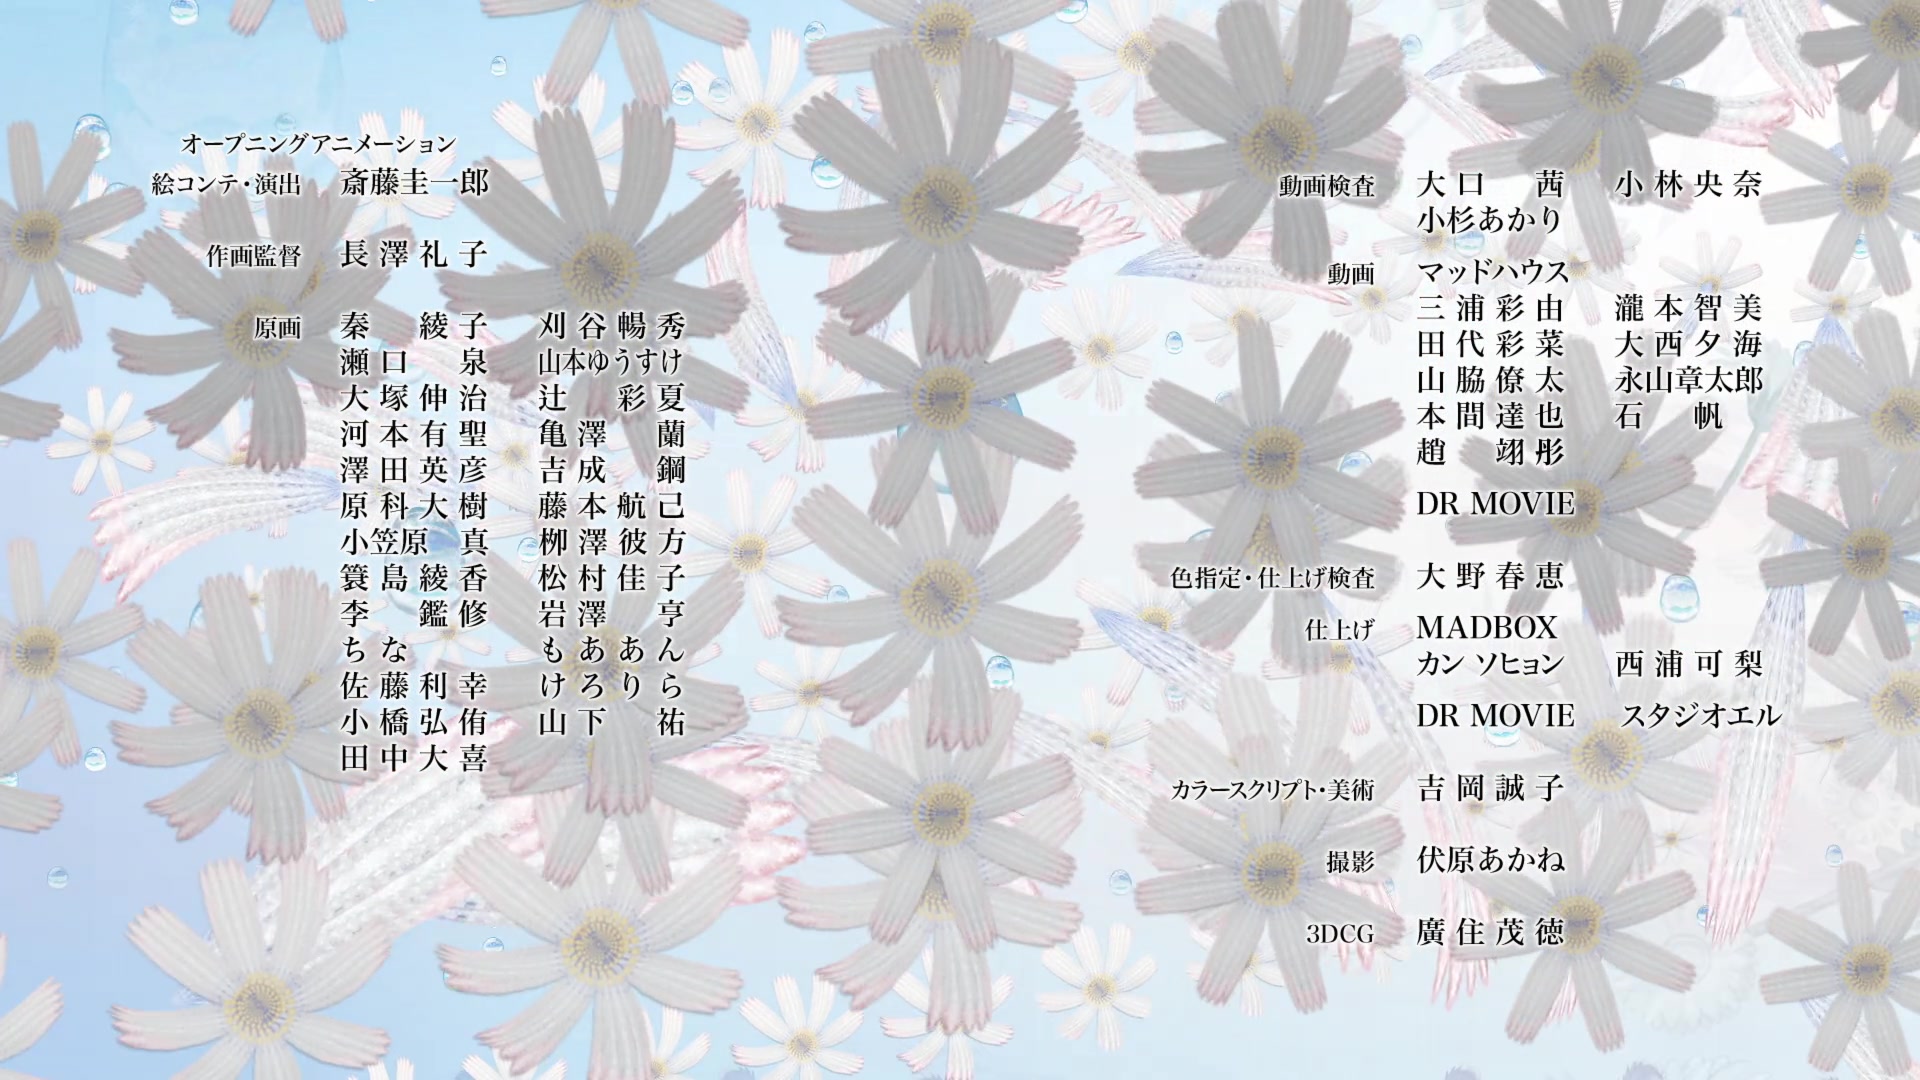 オープニングアニメーション
絵コンテ・演出 斎藤圭一郎
作画監督 長澤礼子
原画 秦 綾子 刈谷暢秀
瀬口 泉 山本ゆうすけ
大塚伸治 辻 彩夏
河本有聖 亀澤 蘭
澤田英彦 吉成 鋼
原科大樹 藤本航己
小笠原 真 栁澤彼方
簑島綾香 松村佳子
李 鑑修 岩澤 亨
ちな もああん
佐藤利幸 けろりら
小橋弘侑 山下 祐
田中大喜
動画検査 大口 茜 小林央奈
小杉あかり
動画 マッドハウス
三浦彩由 瀧本智美
田代彩菜 大西夕海
山脇僚太 永山章太郎
本間達也 石 帆
趙 翊彤
DR MOVIE
色指定・仕上げ検査 大野春恵
仕上げ MADBOX
カン ソヒョン 西浦可梨
DR MOVIE スタジオエル
カラースクリプト・美術 吉岡誠子
撮影 伏原あかね
3DCG 廣住茂徳